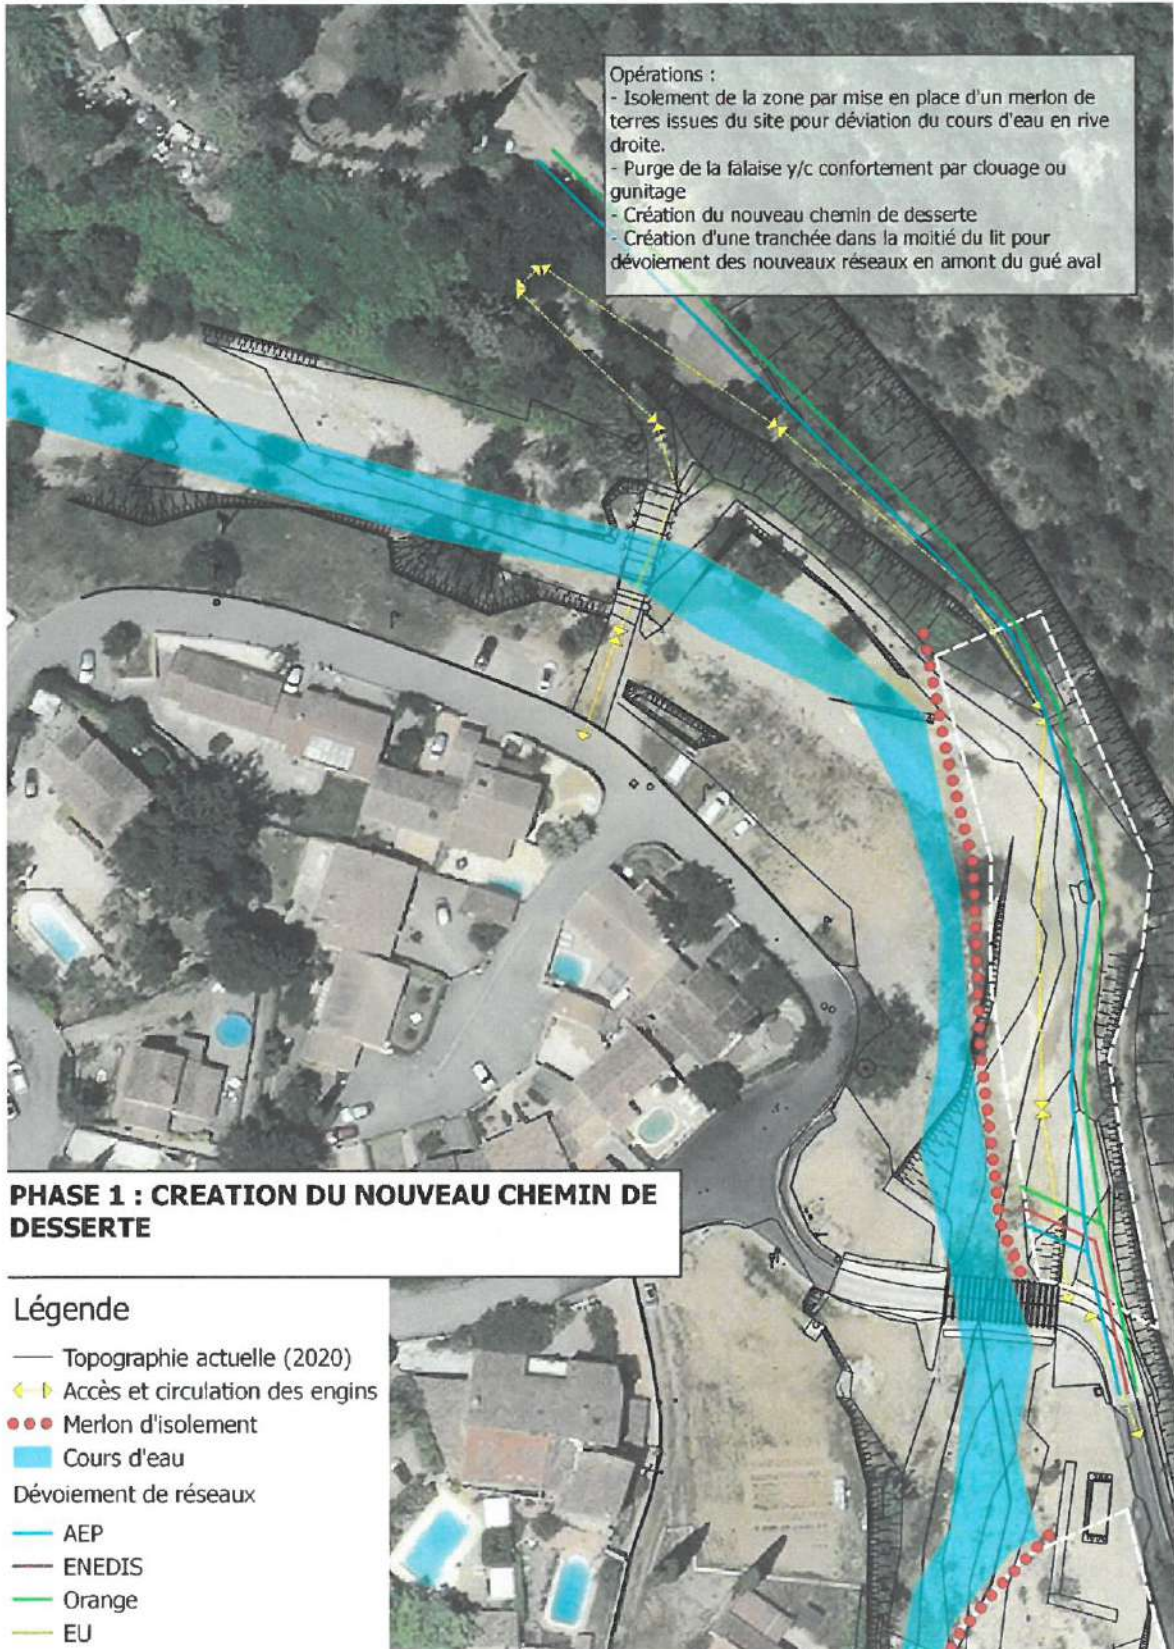 Opérations :
- Isolement de la zone par mise en place d'un merlon de
terres issues du site pour déviation du cours d'eau en rive
droite.
- Purge de la falaise y/c confortement par clouage ou
gunitage
- Création du nouveau chemin de desserte
- Création d'une tranchée dans la moitié du lit pour
dévoiement des nouveaux réseaux en amont du gué aval
PHASE 1 : CREATION DU NOUVEAU CHEMIN DE
DESSERTE
Légende
Topographie actuelle (2020)
Accès et circulation des engins
Merlon d'isolement
Cours d'eau
Dévoiement de réseaux
AEP
ENEDIS
Orange
EU